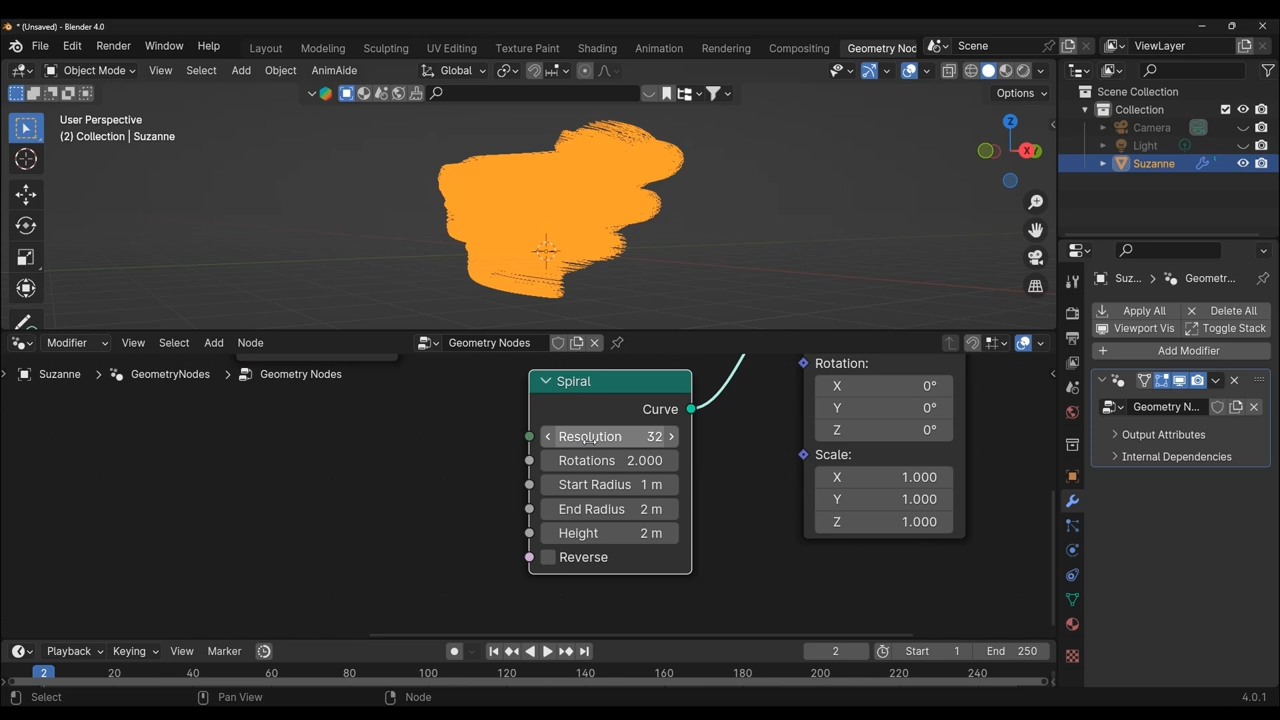 * (Unsaved) - Blender 4.0
File Edit Render Window Help Layout Modeling Sculpting UV Editing Texture Paint Shading Animation Rendering Compositing Geometry Nod Scene ViewLayer
Object Mode View Select Add Object AnimAide Global
Options
User Perspective
(2) Collection | Suzanne
Z
X
Y
Scene Collection
Collection
Camera
Light
Suzanne
Suz... > Geometr...
Apply All Delete All
Viewport Vis Toggle Stack
Add Modifier
Geometry N...
Output Attributes
Internal Dependencies
Modifier View Select Add Node Geometry Nodes
Suzanne > GeometryNodes > Geometry Nodes
Spiral
Curve
Resolution 32
Rotations 2.000
Start Radius 1 m
End Radius 2 m
Height 2 m
Reverse
Rotation:
X 0°
Y 0°
Z 0°
Scale:
X 1.000
Y 1.000
Z 1.000
Playback Keying View Marker 2 Start 1 End 250
2 20 40 60 80 100 120 140 160 180 200 220 240
Select Pan View Node 4.0.1